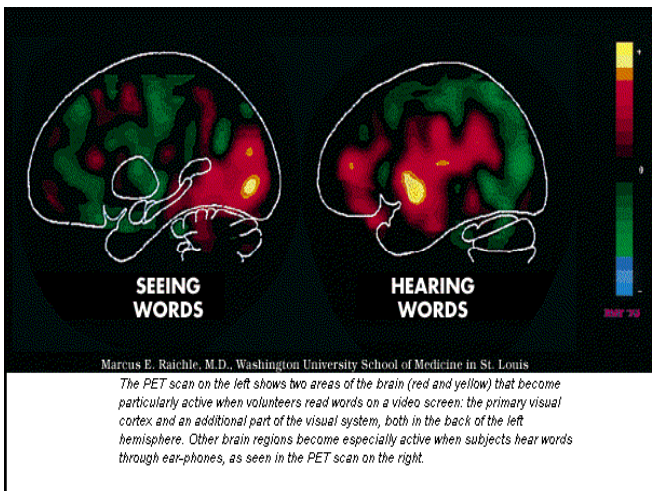 +
0
-
SEEING
WORDS
HEARING
WORDS
Marcus E. Raichle, M.D., Washington University School of Medicine in St. Louis
The PET scan on the left shows two areas of the brain (red and yellow) that become
particularly active when volunteers read words on a video screen: the primary visual
cortex and an additional part of the visual system, both in the back of the left
hemisphere. Other brain regions become especially active when subjects hear words
through ear-phones, as seen in the PET scan on the right.